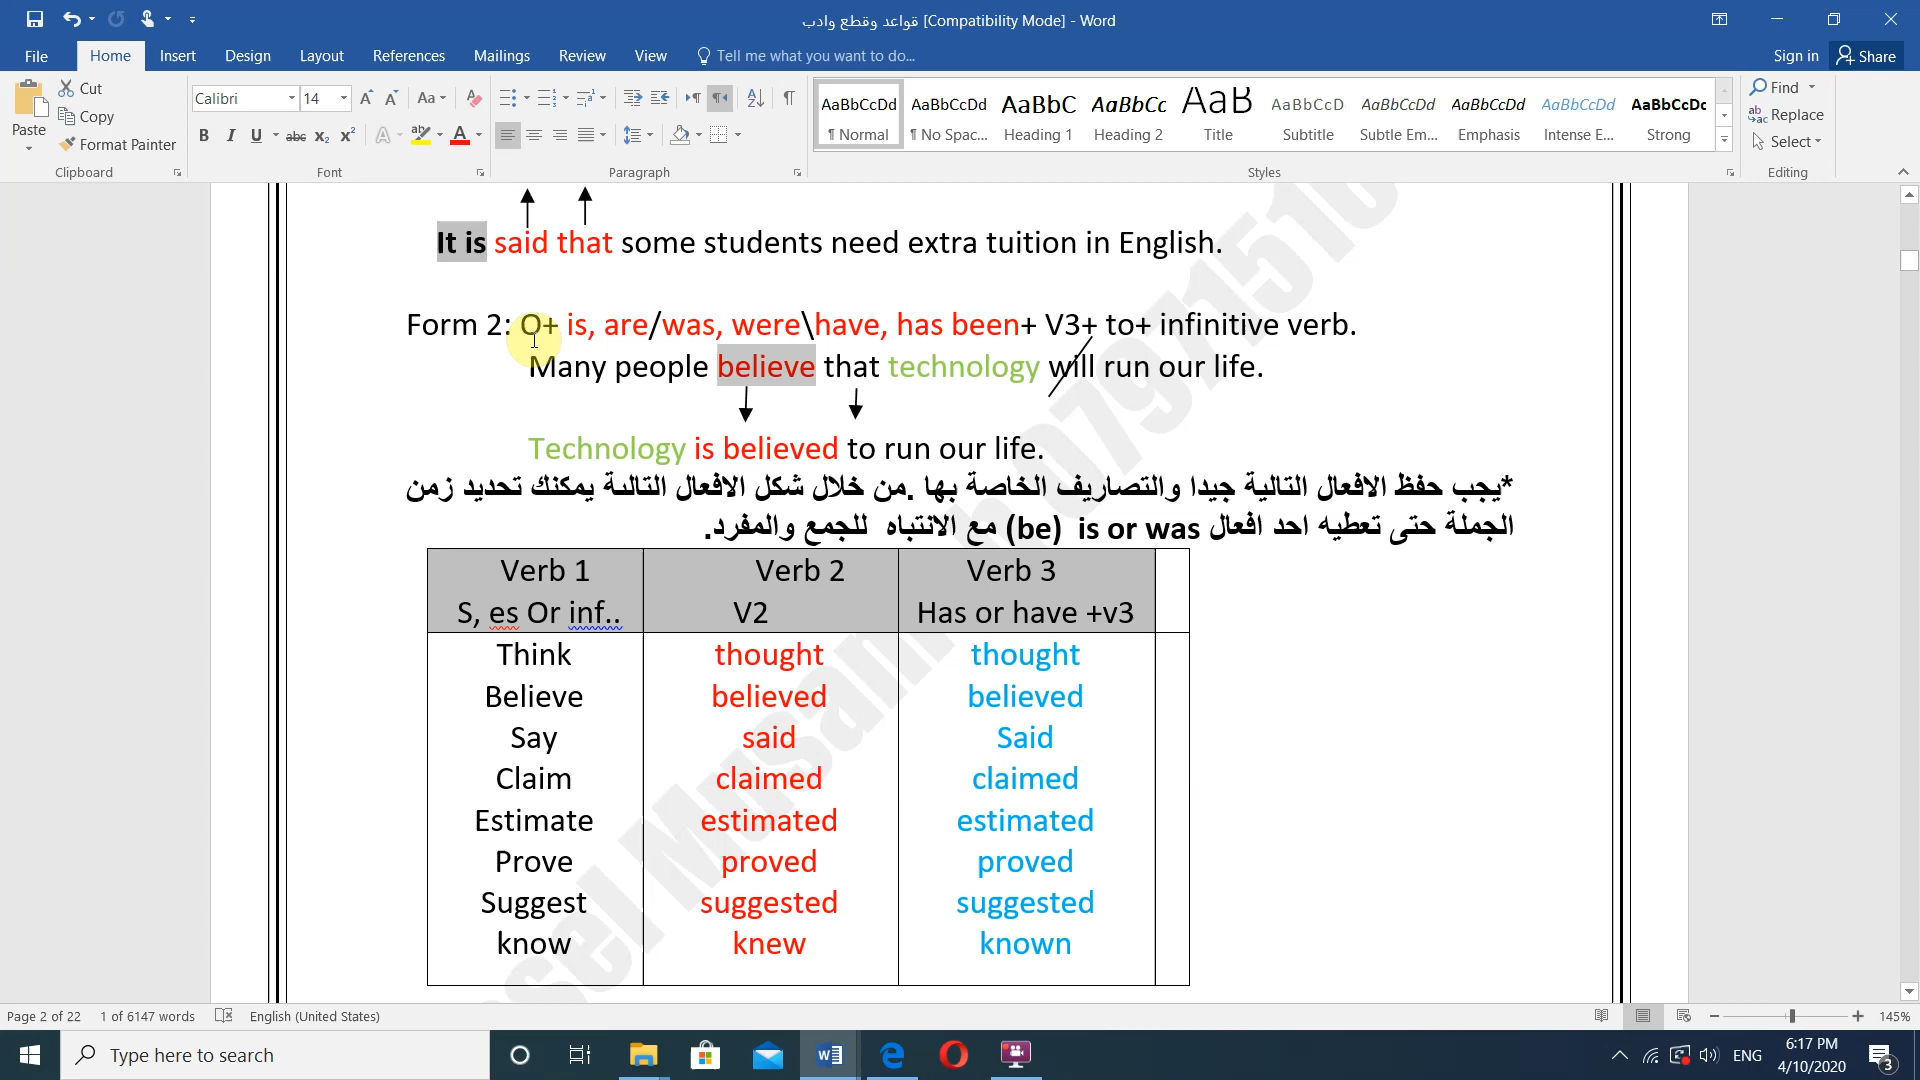 قواعد وقطع وادب [Compatibility Mode] - Word
File Home Insert Design Layout References Mailings Review View Tell me what you want to do... Sign in Share
Paste Cut Copy Format Painter Clipboard
Calibri 14 Aa Font
Paragraph
AaBbCcDd AaBbCcDd AaBbC AaBbCc AaB AaBbCcD AaBbCcDd AaBbCcDd AaBbCcDd AaBbCcDc
¶ Normal ¶ No Spac... Heading 1 Heading 2 Title Subtitle Subtle Em... Emphasis Intense E... Strong
Styles
Find Replace Select Editing
It is said that some students need extra tuition in English.
Form 2: O+ is, are/was, were\have, has been+ V3+ to+ infinitive verb.
Many people believe that technology will run our life.
Technology is believed to run our life.
*يجب حفظ الافعال التالية جيدا والتصاريف الخاصة بها .من خلال شكل الافعال التالىة يمكنك تحديد زمن
الجملة حتى تعطيه احد افعال is or was (be) مع الانتباه للجمع والمفرد.
Verb 1 Verb 2 Verb 3
S, es Or inf.. V2 Has or have +v3
Think thought thought
Believe believed believed
Say said Said
Claim claimed claimed
Estimate estimated estimated
Prove proved proved
Suggest suggested suggested
know knew known
Page 2 of 22 1 of 6147 words English (United States) 145%
Type here to search ENG 6:17 PM
4/10/2020 3